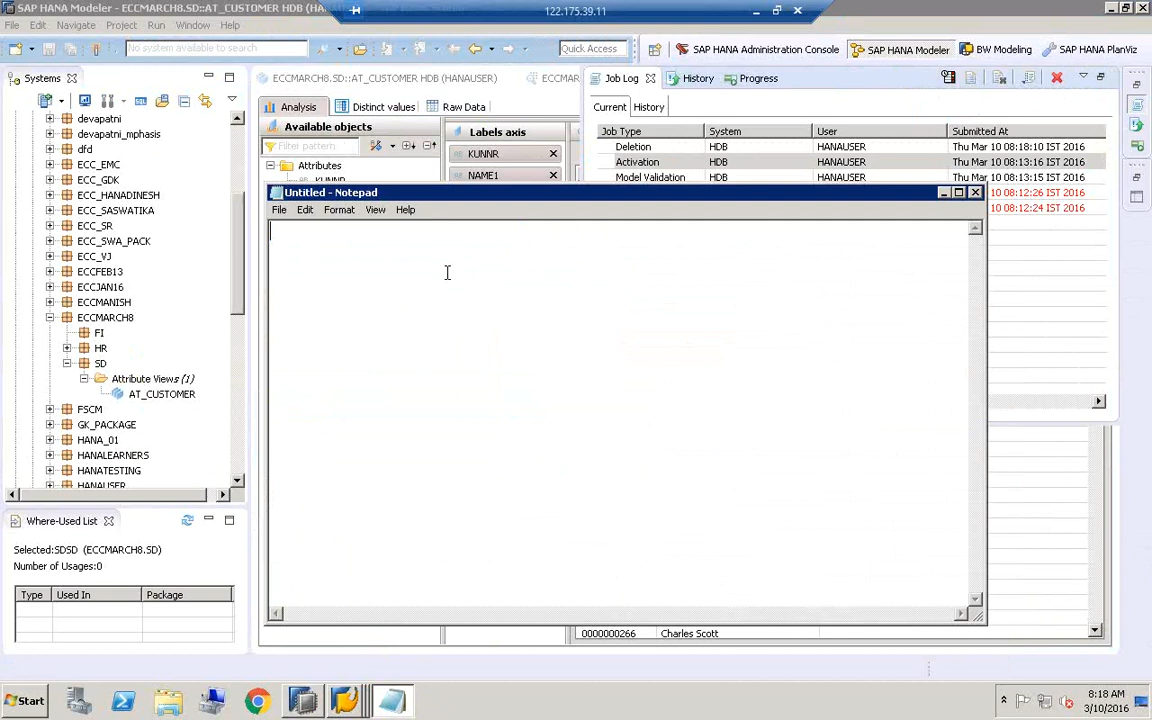 SAP HANA Modeler - ECCMARCH8.SD::AT_CUSTOMER HDB (HAN
122.175.39.11
File Edit Navigate Project Run Window Help
No system available to search
Quick Access
SAP HANA Administration Console
SAP HANA Modeler
BW Modeling
SAP HANA PlanViz
Systems
devapatni
devapatni_mphasis
dfd
ECC_EMC
ECC_GDK
ECC_HANADINESH
ECC_SASWATIKA
ECC_SR
ECC_SWA_PACK
ECC_VJ
ECCFEB13
ECCJAN16
ECCMANISH
ECCMARCH8
FI
HR
SD
Attribute Views (1)
AT_CUSTOMER
FSCM
GK_PACKAGE
HANA_01
HANALEARNERS
HANATESTING
HANAUSER
Where-Used List
Selected:SDSD (ECCMARCH8.SD)
Number of Usages:0
Type Used In Package
ECCMARCH8.SD::AT_CUSTOMER HDB (HANAUSER)
ECCMAR
Analysis Distinct values Raw Data
Available objects
Filter pattern
Attributes
KUNNR
Labels axis
KUNNR
NAME1
Job Log History Progress
Current History
Job Type System User Submitted At
Deletion HDB HANAUSER Thu Mar 10 08:18:10 IST 2016
Activation HDB HANAUSER Thu Mar 10 08:13:16 IST 2016
Model Validation HDB HANAUSER Thu Mar 10 08:13:15 IST 2016
10 08:12:26 IST 2016
10 08:12:24 IST 2016
Untitled - Notepad
File Edit Format View Help
0000000266 Charles Scott
Start
8:18 AM
3/10/2016